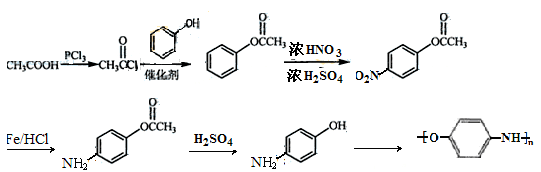 OH
O
O
O
CH₃COOH PCl₃ CH₃CCl 催化剂 OCCH₃ 浓HNO₃ 浓H₂SO₄ O₂N OCCH₃
O
O
Fe/HCl NH₂ OCCH₃ H₂SO₄ NH₂ OH [O NH]ₙ